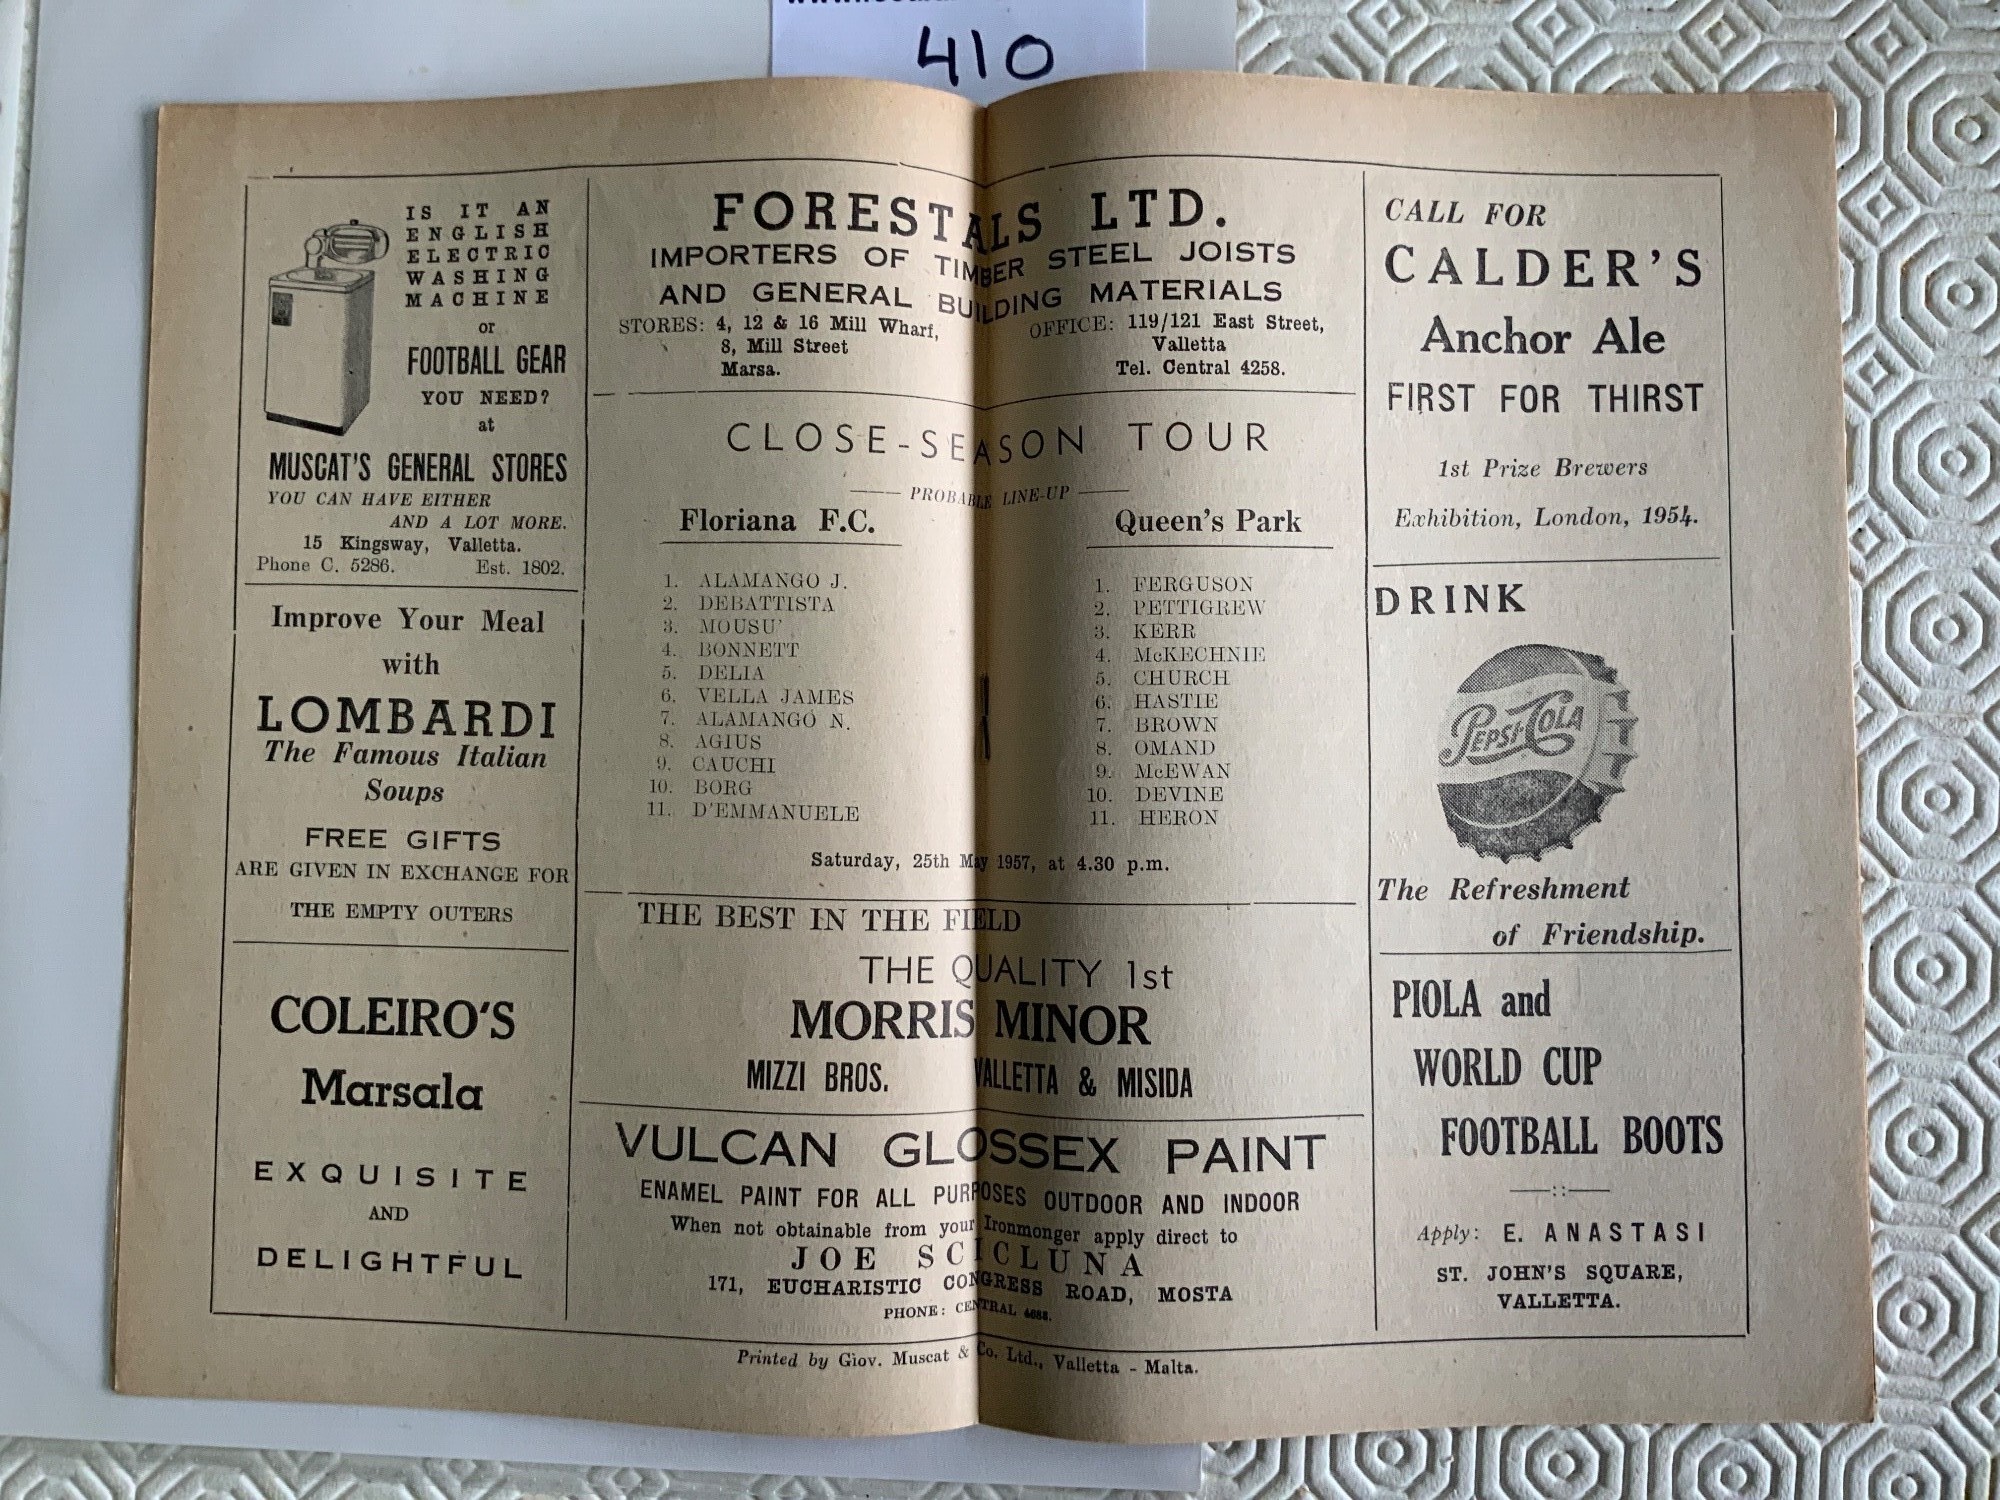 410
IS IT AN
ENGLISH
ELECTRIC
WASHING
MACHINE
or
FOOTBALL GEAR
YOU NEED?
at
MUSCAT'S GENERAL STORES
YOU CAN HAVE EITHER
AND A LOT MORE.
15 Kingsway, Valletta.
Phone C. 5286. Est. 1802.
Improve Your Meal
with
LOMBARDI
The Famous Italian
Soups
FREE GIFTS
ARE GIVEN IN EXCHANGE FOR
THE EMPTY OUTERS
COLEIRO'S
Marsala
EXQUISITE
AND
DELIGHTFUL
FORESTALS LTD.
IMPORTERS OF TIMBER STEEL JOISTS
AND GENERAL BUILDING MATERIALS
STORES: 4, 12 & 16 Mill Wharf,
8, Mill Street
Marsa.
OFFICE: 119/121 East Street,
Valletta
Tel. Central 4258.
CLOSE-SEASON TOUR
PROBABLE LINE-UP
Floriana F.C.
1. ALAMANGO J.
2. DEBATTISTA
3. MOUSU'
4. BONNETT
5. DELIA
6. VELLA JAMES
7. ALAMANGO N.
8. AGIUS
9. CAUCHI
10. BORG
11. D'EMMANUELE
Queen's Park
1. FERGUSON
2. PETTIGREW
3. KERR
4. McKECHNIE
5. CHURCH
6. HASTIE
7. BROWN
8. OMAND
9. McEWAN
10. DEVINE
11. HERON
Saturday, 25th May 1957, at 4.30 p.m.
THE BEST IN THE FIELD
THE QUALITY 1st
MORRIS MINOR
MIZZI BROS. VALLETTA & MISIDA
VULCAN GLOSSEX PAINT
ENAMEL PAINT FOR ALL PURPOSES OUTDOOR AND INDOOR
When not obtainable from your Ironmonger apply direct to
JOE SCICLUNA
171, EUCHARISTIC CONGRESS ROAD, MOSTA
PHONE: CENTRAL
CALL FOR
CALDER'S
Anchor Ale
FIRST FOR THIRST
1st Prize Brewers
Exhibition, London, 1954.
DRINK
PEPSI-COLA
The Refreshment
of Friendship.
PIOLA and
WORLD CUP
FOOTBALL BOOTS
Apply: E. ANASTASI
ST. JOHN'S SQUARE,
VALLETTA.
Printed by Giov. Muscat & Co. Ltd., Valletta - Malta.